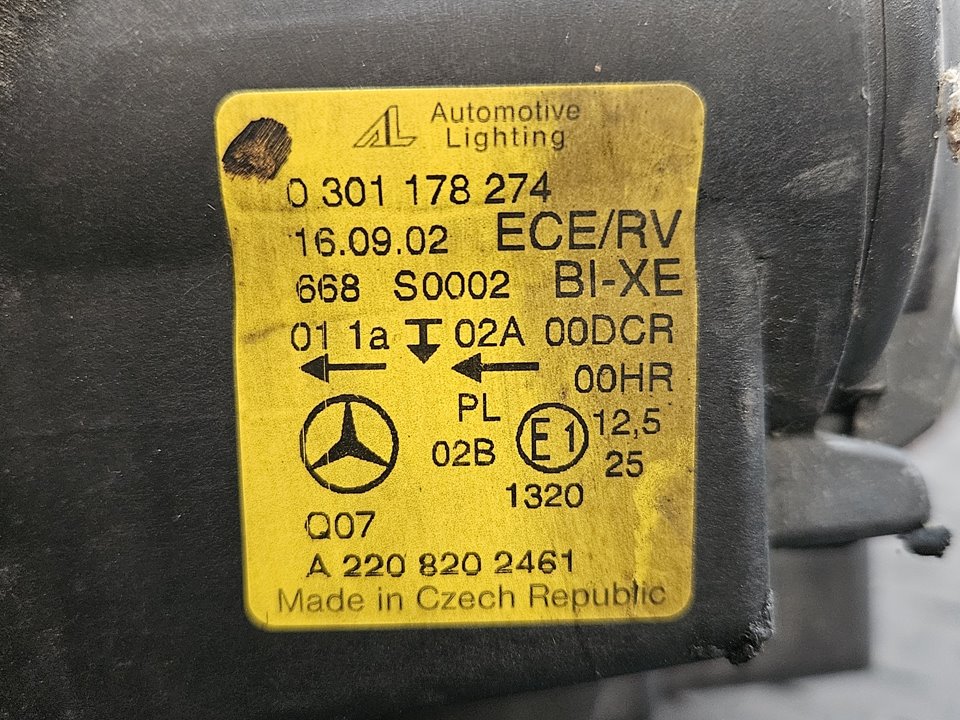 AL Automotive
Lighting
0 301 178 274
16.09.02 ECE/RV
668 S0002 BI-XE
01 1a 02A 00DCR
00HR
PL
12,5
02B E1 25
1320
Q07
A 220 820 2461
Made in Czech Republic